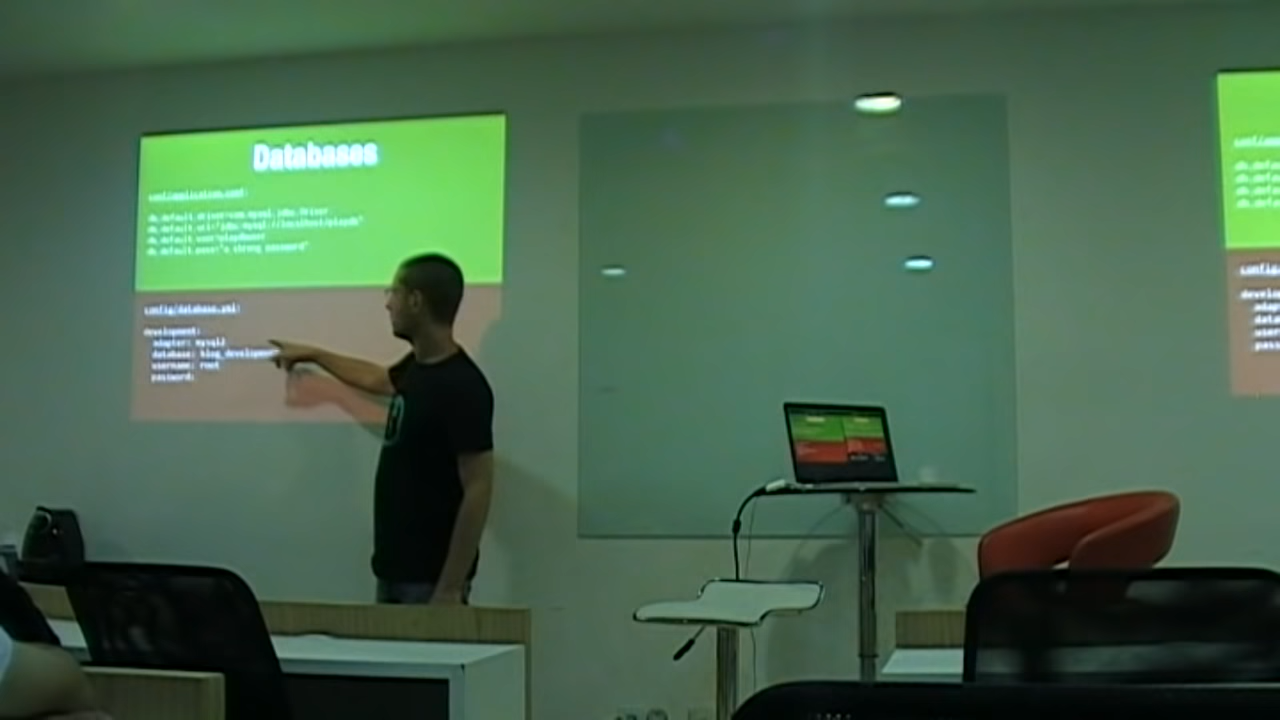 Databases
conf/application.conf:
db.default.driver=com.mysql.jdbc.Driver
db.default.url="jdbc:mysql://localhost/playdb"
db.default.user=playdbuser
db.default.pass="a strong password"
config/database.yml:
development:
adapter: mysql2
database: blog_development
username: root
password: